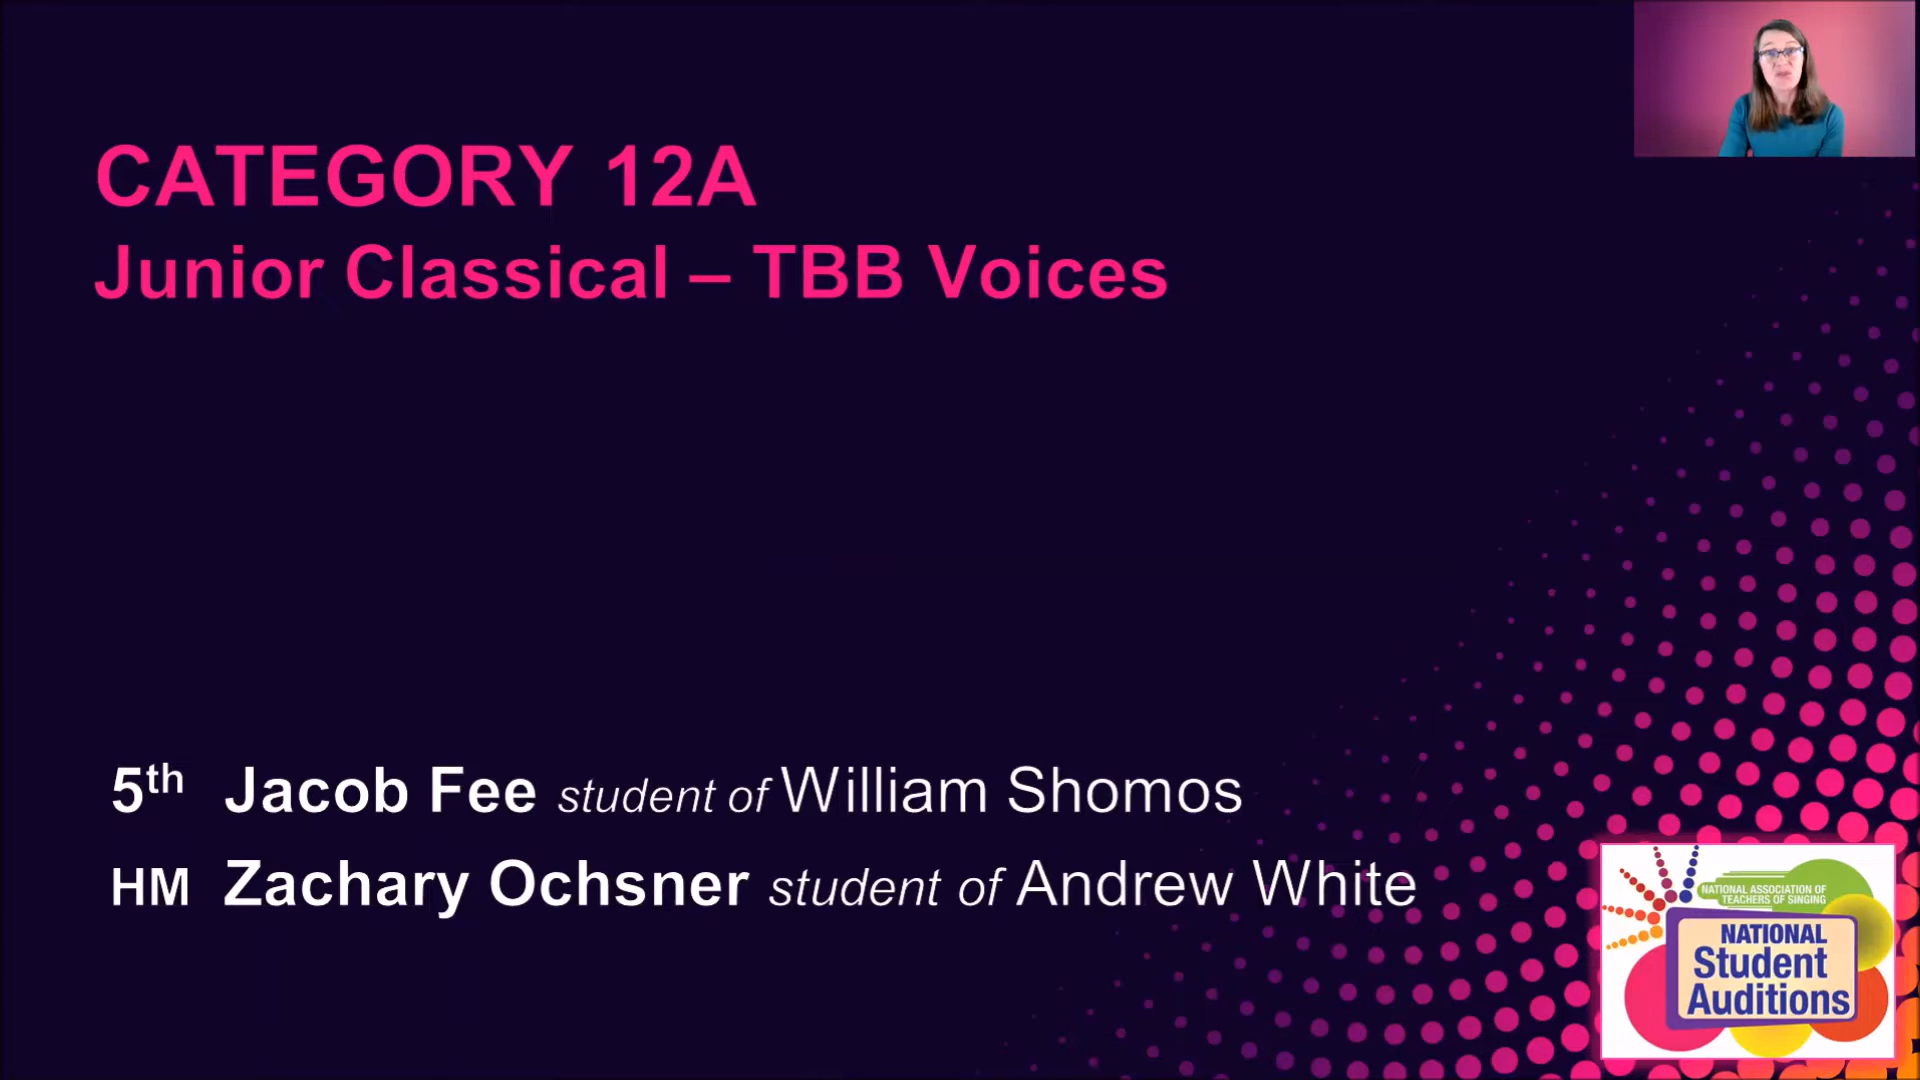 CATEGORY 12A
Junior Classical – TBB Voices
5th Jacob Fee student of William Shomos
HM Zachary Ochsner student of Andrew White
NATIONAL ASSOCIATION OF
TEACHERS OF SINGING
NATIONAL
Student
Auditions